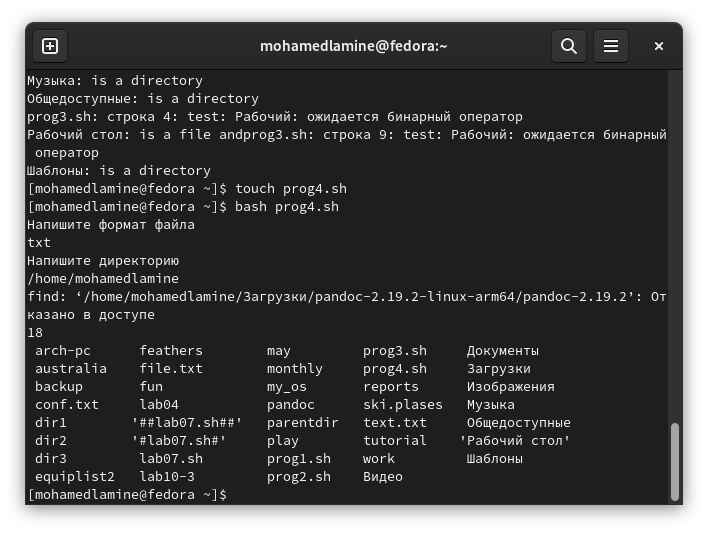 mohamedlamine@fedora:~
Музыка: is a directory
Общедоступные: is a directory
prog3.sh: строка 4: test: Рабочий: ожидается бинарный оператор
Рабочий стол: is a file andprog3.sh: строка 9: test: Рабочий: ожидается бинарный
 оператор
Шаблоны: is a directory
[mohamedlamine@fedora ~]$ touch prog4.sh
[mohamedlamine@fedora ~]$ bash prog4.sh
Напишите формат файла
txt
Напишите директорию
/home/mohamedlamine
find: ‘/home/mohamedlamine/Загрузки/pandoc-2.19.2-linux-arm64/pandoc-2.19.2’: От
казано в доступе
18
 arch-pc      feathers        may         prog3.sh     Документы
 australia    file.txt        monthly     prog4.sh     Загрузки
 backup       fun             my_os       reports      Изображения
 conf.txt     lab04           pandoc      ski.plases   Музыка
 dir1        '##lab07.sh##'   parentdir   text.txt     Общедоступные
 dir2        '#lab07.sh#'     play        tutorial    'Рабочий стол'
 dir3         lab07.sh        prog1.sh    work         Шаблоны
 equiplist2   lab10-3         prog2.sh    Видео
[mohamedlamine@fedora ~]$